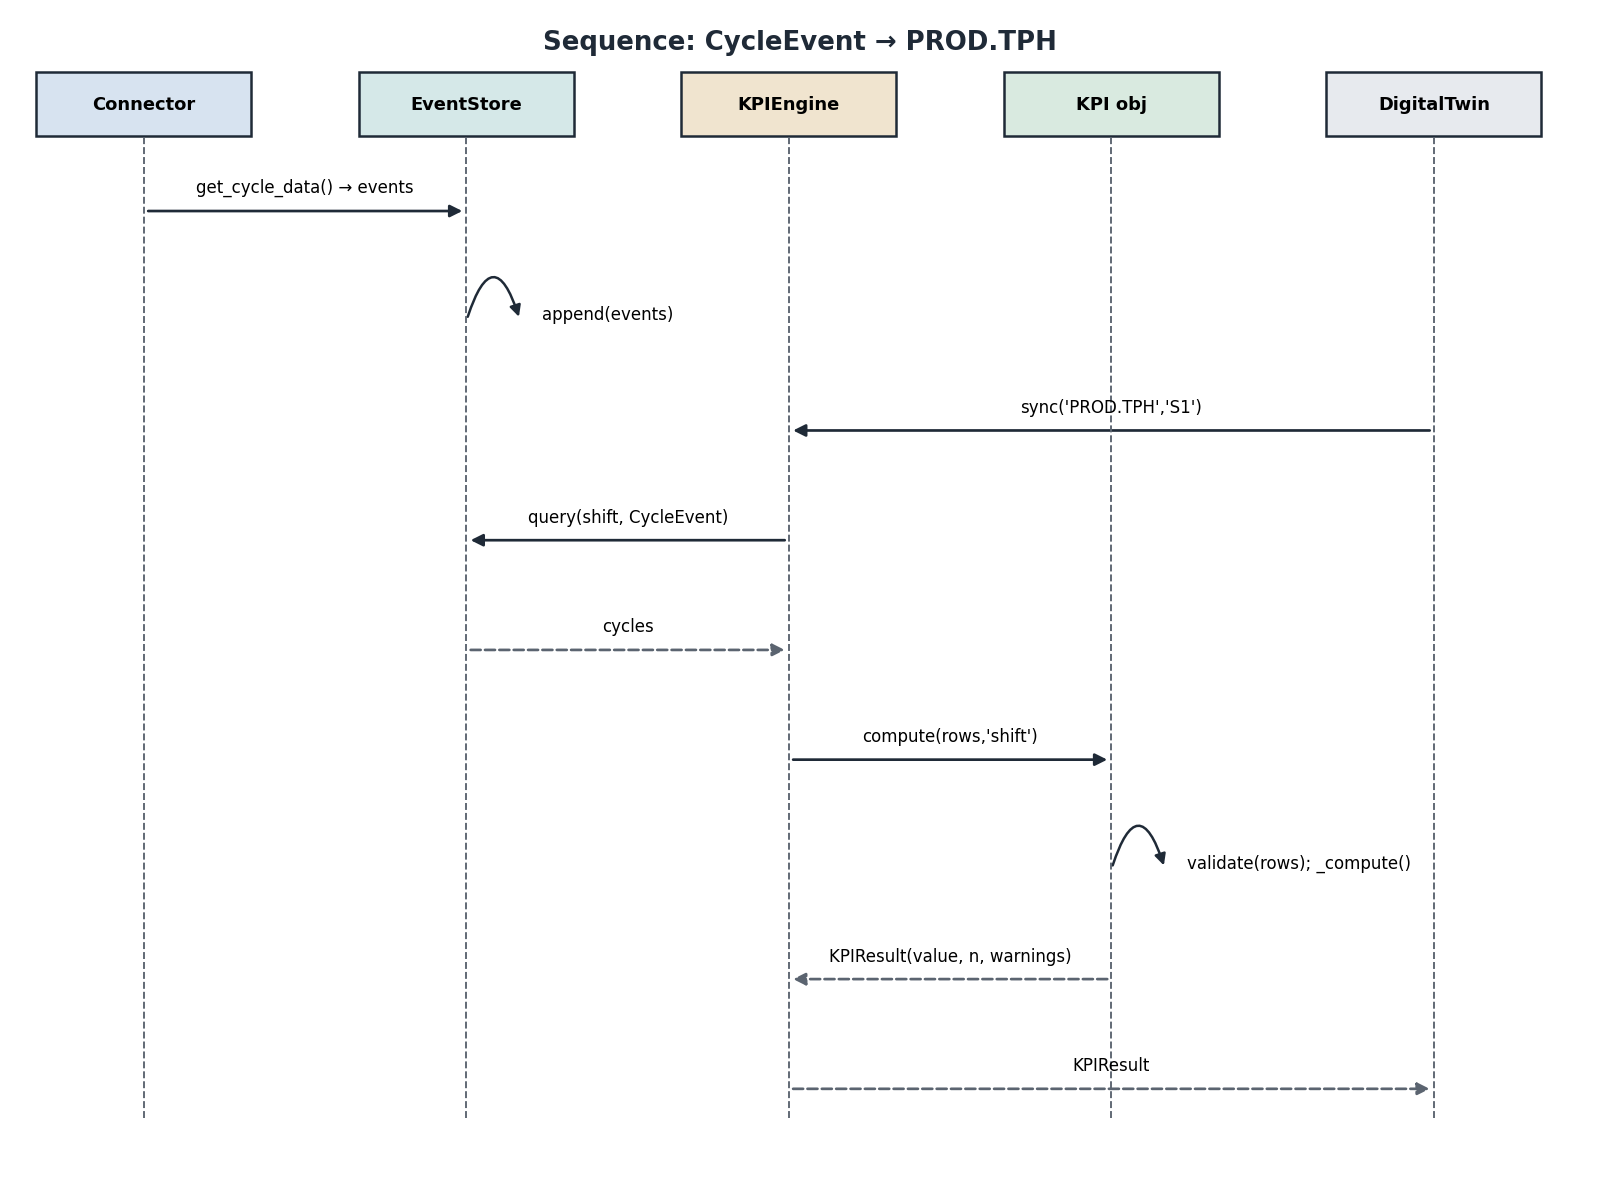 Sequence: CycleEvent → PROD.TPH
Connector
EventStore
KPIEngine
KPI obj
DigitalTwin
get_cycle_data() → events
append(events)
sync('PROD.TPH','S1')
query(shift, CycleEvent)
cycles
compute(rows,'shift')
validate(rows); _compute()
KPIResult(value, n, warnings)
KPIResult